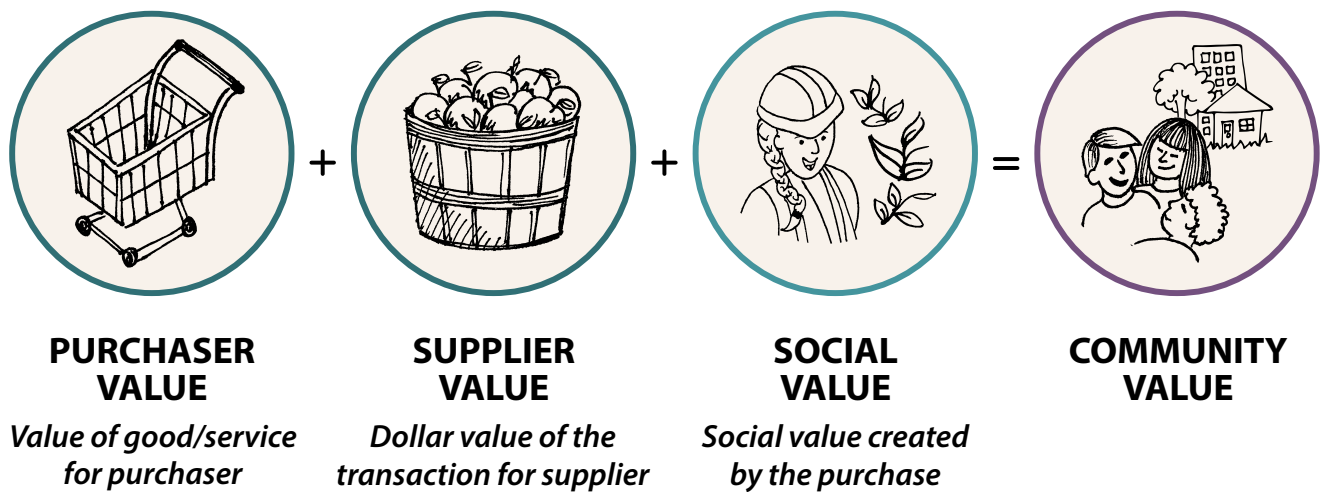 + + =
PURCHASER
VALUE
Value of good/service
for purchaser
SUPPLIER
VALUE
Dollar value of the
transaction for supplier
SOCIAL
VALUE
Social value created
by the purchase
COMMUNITY
VALUE